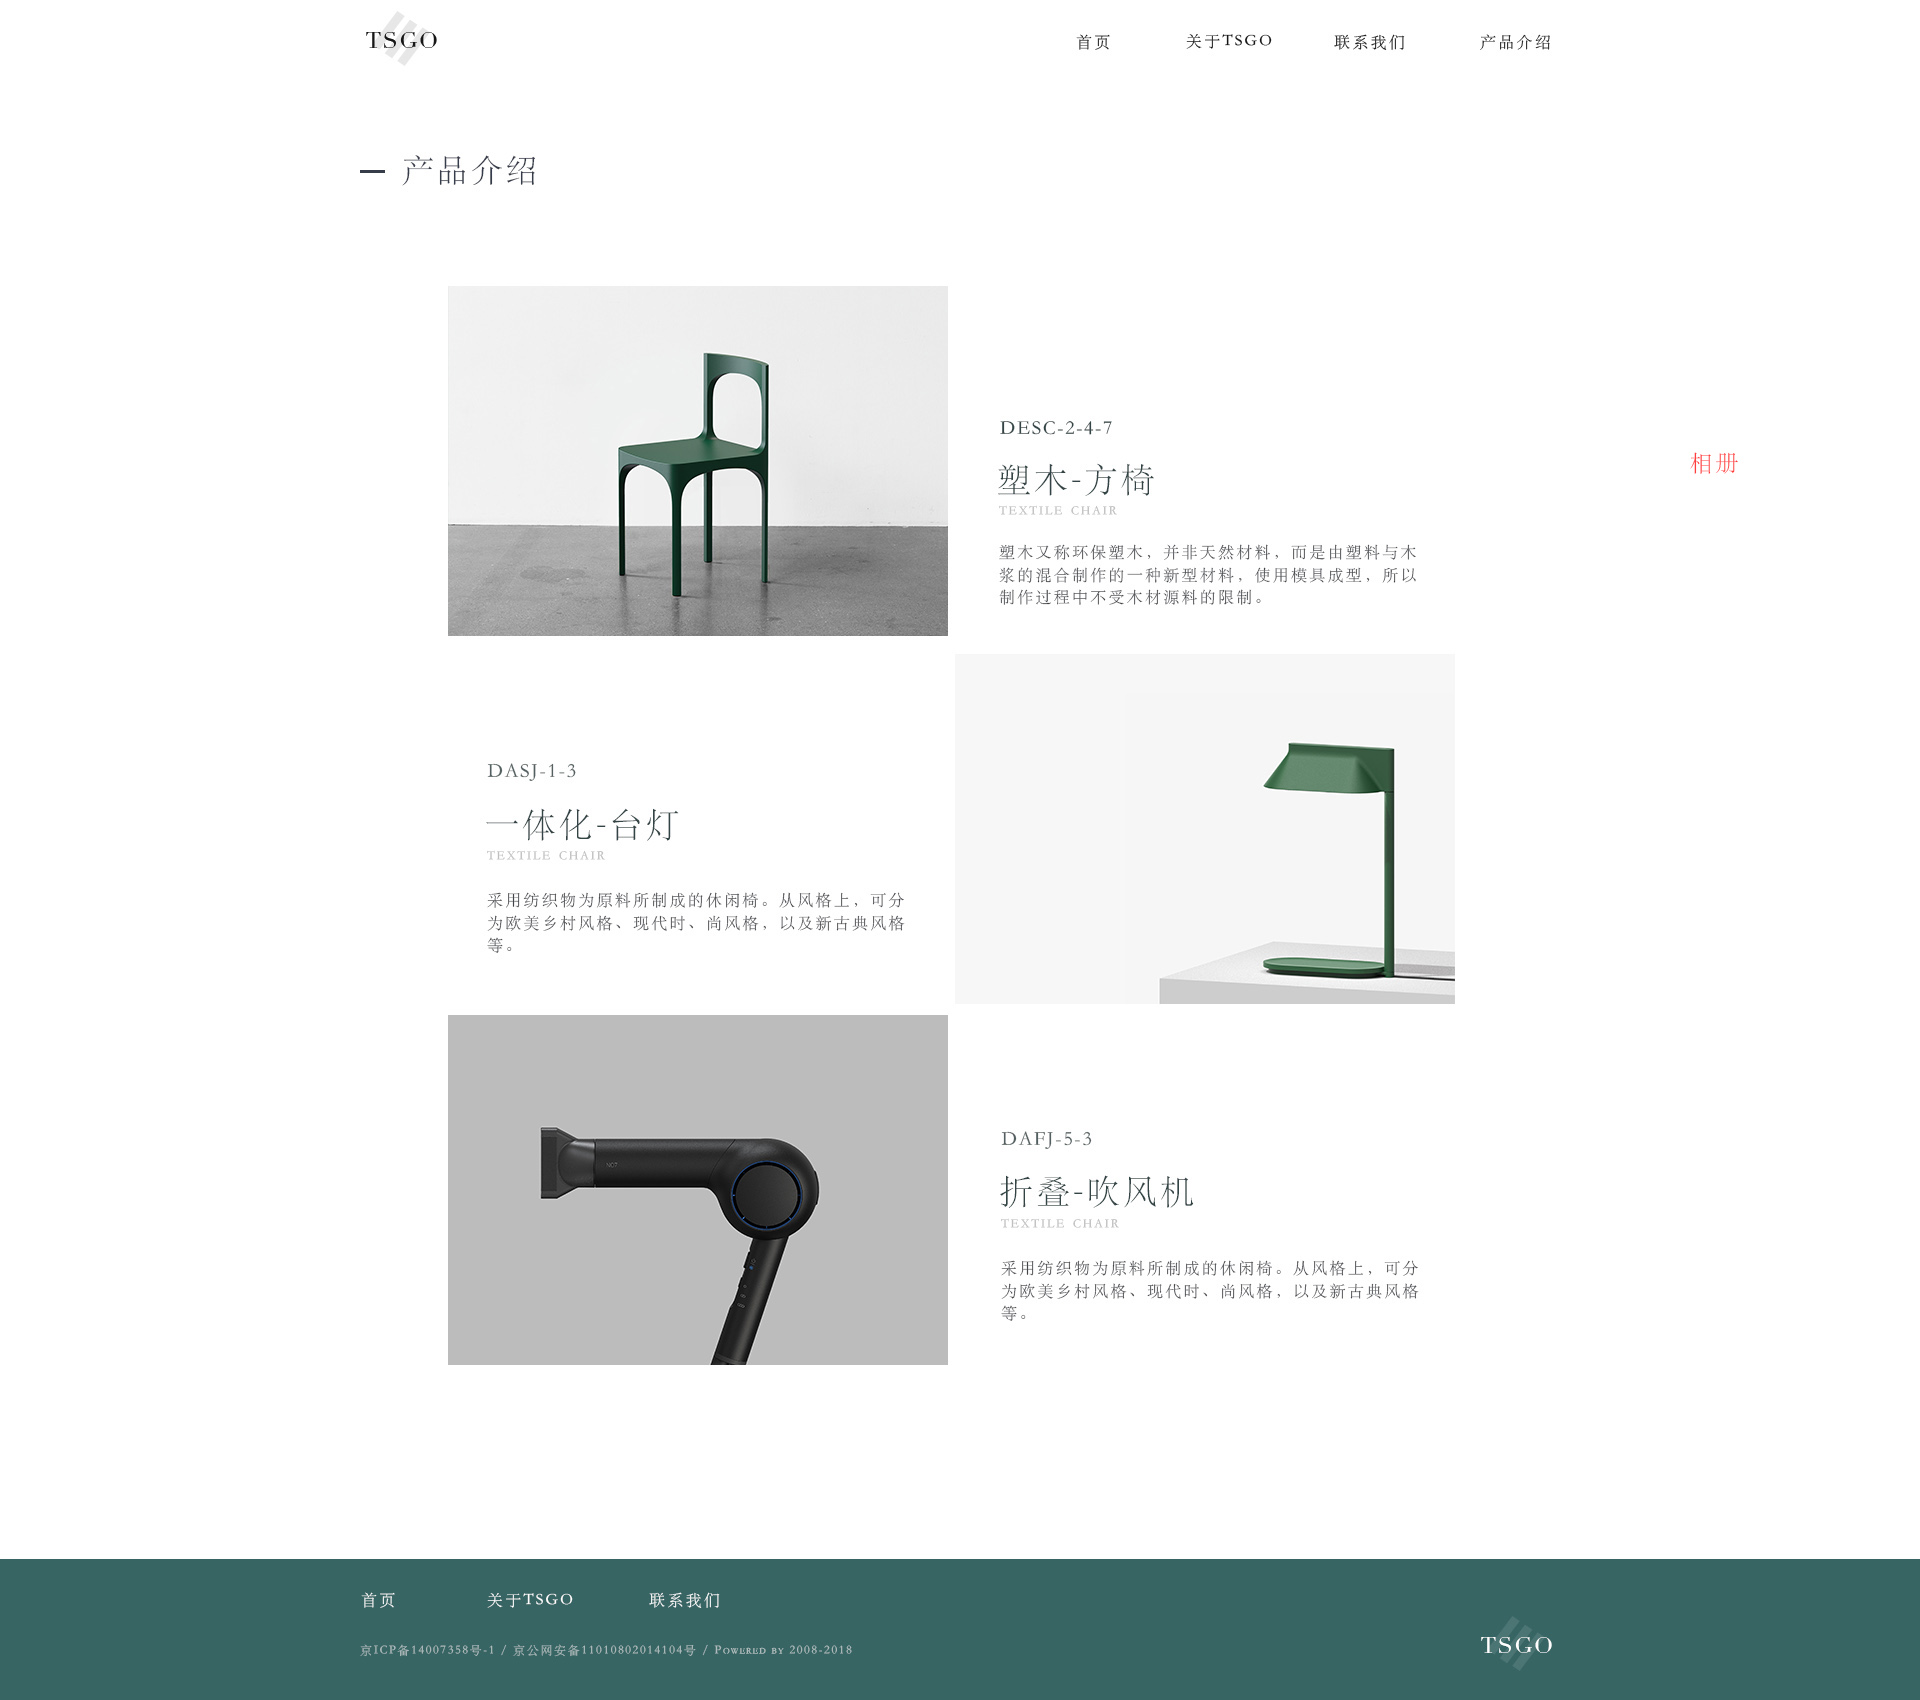 TSGO
首页
关于TSGO
联系我们
产品介绍
产品介绍
DESC-2-4-7
塑木-方椅
TEXTILE CHAIR
塑木又称环保塑木，并非天然材料，而是由塑料与木
浆的混合制作的一种新型材料，使用模具成型，所以
制作过程中不受木材源料的限制。
相册
DASJ-1-3
一体化-台灯
TEXTILE CHAIR
采用纺织物为原料所制成的休闲椅。从风格上，可分
为欧美乡村风格、现代时、尚风格，以及新古典风格
等。
DAFJ-5-3
折叠-吹风机
TEXTILE CHAIR
采用纺织物为原料所制成的休闲椅。从风格上，可分
为欧美乡村风格、现代时、尚风格，以及新古典风格
等。
首页
关于TSGO
联系我们
京ICP备14007358号-1 / 京公网安备11010802014104号 / Powered by 2008-2018
TSGO